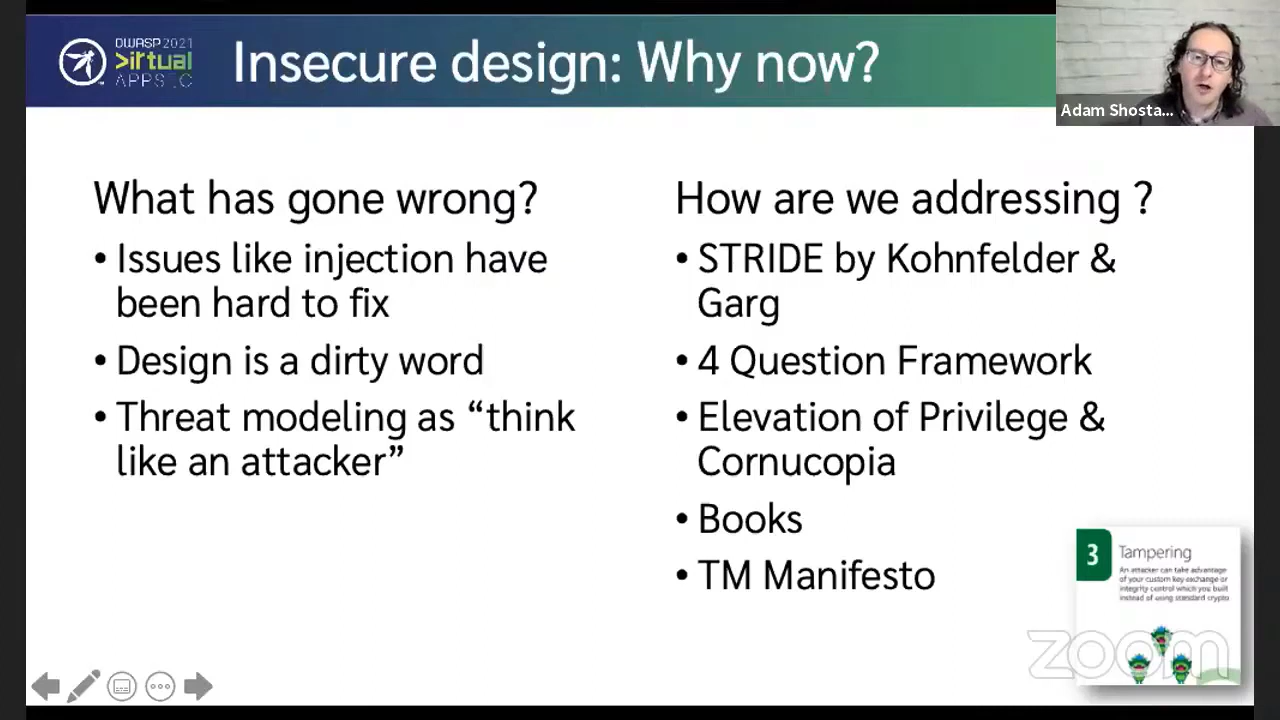 OWASP 2021
>irtual
APPSEC
Insecure design: Why now?
Adam Shosta...
What has gone wrong?
• Issues like injection have
been hard to fix
• Design is a dirty word
• Threat modeling as “think
like an attacker”
How are we addressing ?
• STRIDE by Kohnfelder &
Garg
• 4 Question Framework
• Elevation of Privilege &
Cornucopia
• Books
• TM Manifesto
3
Tampering
An attacker can take advantage
of your custom key exchange or
integrity control which you built
instead of using standard crypto
zoom